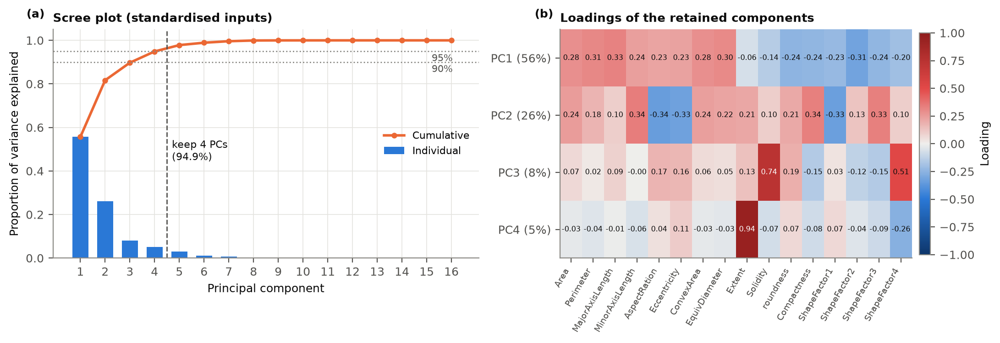 (a) Scree plot (standardised inputs)
Proportion of variance explained
1.0
0.8
0.6
0.4
0.2
0.0
95%
90%
keep 4 PCs
(94.9%)
Cumulative
Individual
1 2 3 4 5 6 7 8 9 10 11 12 13 14 15 16
Principal component
(b) Loadings of the retained components
PC1 (56%) 0.28 0.31 0.33 0.24 0.23 0.23 0.28 0.30 -0.06 -0.14 -0.24 -0.24 -0.23 -0.31 -0.24 -0.20
PC2 (26%) 0.24 0.18 0.10 0.34 -0.34 -0.33 0.24 0.22 0.21 0.10 0.21 0.34 -0.33 0.13 0.33 0.10
PC3 (8%) 0.07 0.02 0.09 -0.00 0.17 0.16 0.06 0.05 0.13 0.74 0.19 -0.15 0.03 -0.12 -0.15 0.51
PC4 (5%) -0.03 -0.04 -0.01 -0.06 0.04 0.11 -0.03 -0.03 0.94 -0.07 0.07 -0.08 0.07 -0.04 -0.09 -0.26
Area
Perimeter
MajorAxisLength
MinorAxisLength
AspectRation
Eccentricity
ConvexArea
EquivDiameter
Extent
Solidity
roundness
Compactness
ShapeFactor1
ShapeFactor2
ShapeFactor3
ShapeFactor4
1.00
0.75
0.50
0.25
0.00
−0.25
−0.50
−0.75
−1.00
Loading